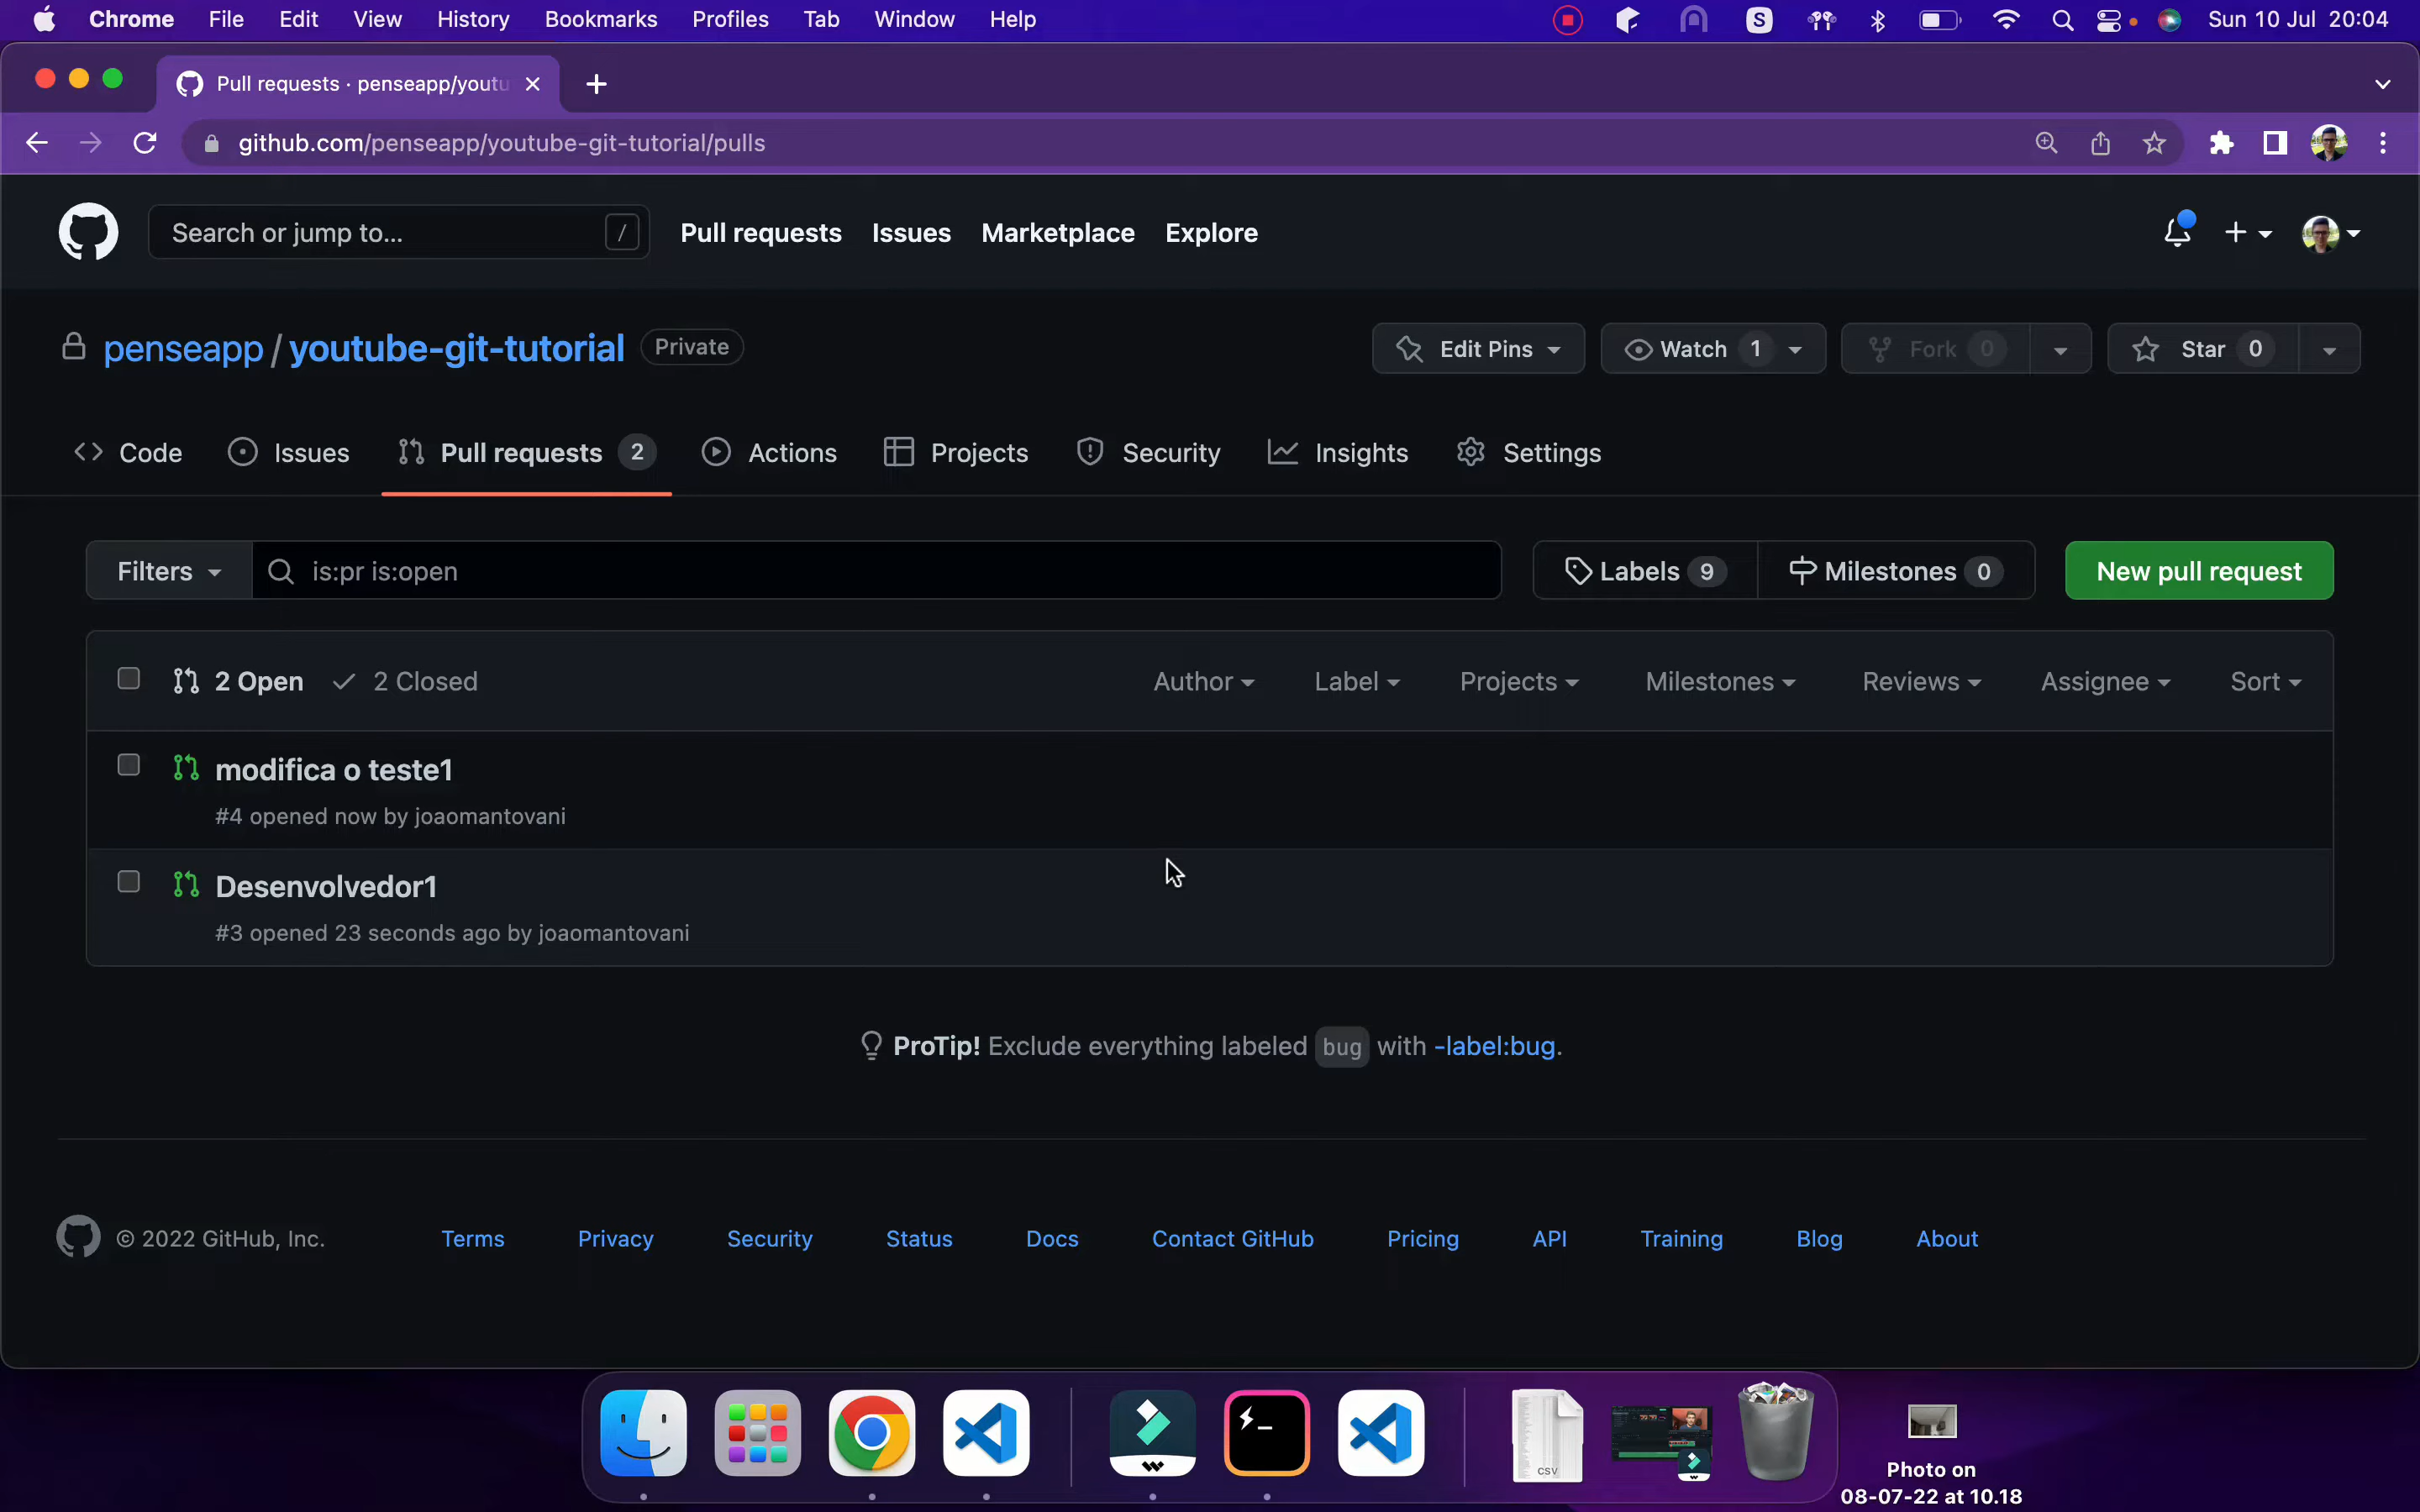 Chrome File Edit View History Bookmarks Profiles Tab Window Help S Sun 10 Jul 20:04
Pull requests · penseapp/youtu
github.com/penseapp/youtube-git-tutorial/pulls
Search or jump to... / Pull requests Issues Marketplace Explore
penseapp / youtube-git-tutorial Private Edit Pins Watch 1 Fork 0 Star 0
Code Issues Pull requests 2 Actions Projects Security Insights Settings
Filters is:pr is:open Labels 9 Milestones 0 New pull request
2 Open 2 Closed Author Label Projects Milestones Reviews Assignee Sort
modifica o teste1
#4 opened now by joaomantovani
Desenvolvedor1
#3 opened 23 seconds ago by joaomantovani
ProTip! Exclude everything labeled bug with -label:bug.
© 2022 GitHub, Inc. Terms Privacy Security Status Docs Contact GitHub Pricing API Training Blog About
CSV
Photo on
08-07-22 at 10.18